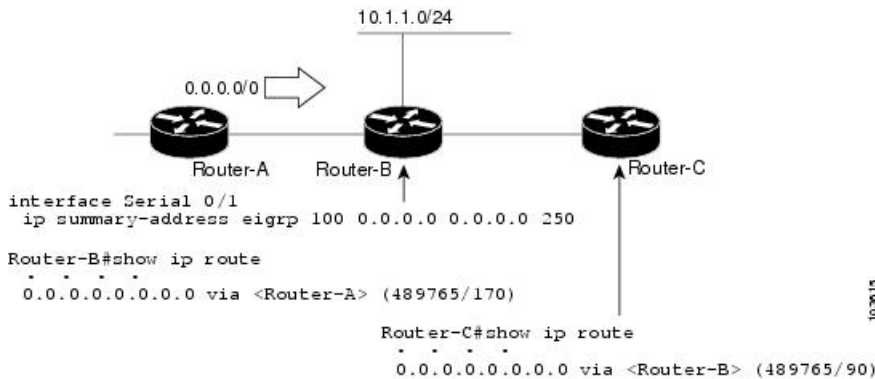 10.1.1.0/24
0.0.0.0/0
Router-A
Router-B
Router-C
interface Serial 0/1
ip summary-address eigrp 100 0.0.0.0 0.0.0.0 250
Router-B#show ip route
. . . .
0.0.0.0.0.0.0.0 via <Router-A> (489765/170)
Router-C#show ip route
. . . .
0.0.0.0.0.0.0.0 via <Router-B> (489765/90)
103615